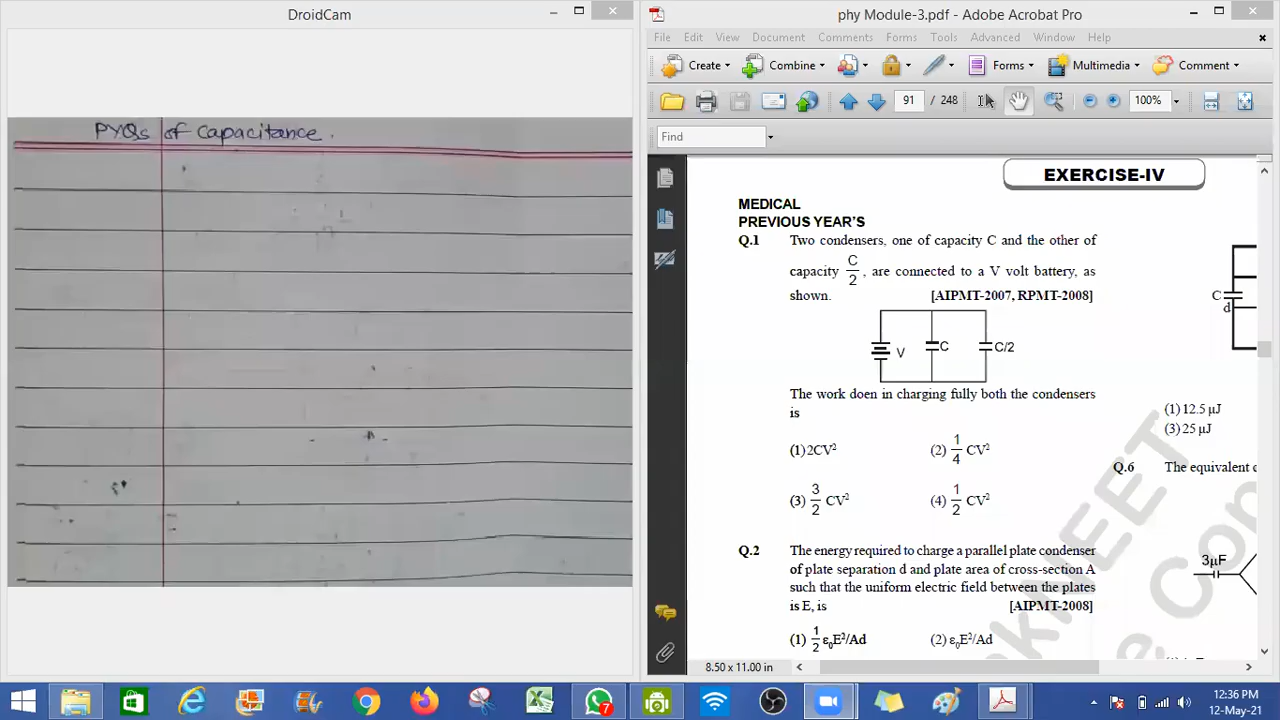 DroidCam
PYQs of capacitance.
phy Module-3.pdf - Adobe Acrobat Pro
File Edit View Document Comments Forms Tools Advanced Window Help
Create Combine Forms Multimedia Comment
91 / 248 100%
Find
EXERCISE-IV
MEDICAL
PREVIOUS YEAR'S
Q.1 Two condensers, one of capacity C and the other of
capacity C/2, are connected to a V volt battery, as
shown. [AIPMT-2007, RPMT-2008]
V C C/2
The work doen in charging fully both the condensers
is
(1) 2CV² (2) 1/4 CV²
(3) 3/2 CV² (4) 1/2 CV²
Q.2 The energy required to charge a parallel plate condenser
of plate separation d and plate area of cross-section A
such that the uniform electric field between the plates
is E, is [AIPMT-2008]
(1) 1/2 ε₀E²/Ad (2) ε₀E²/Ad
C
d
(1) 12.5 µJ
(3) 25 µJ
Q.6 The equivalent c
3µF
8.50 x 11.00 in
7
12:36 PM
12-May-21